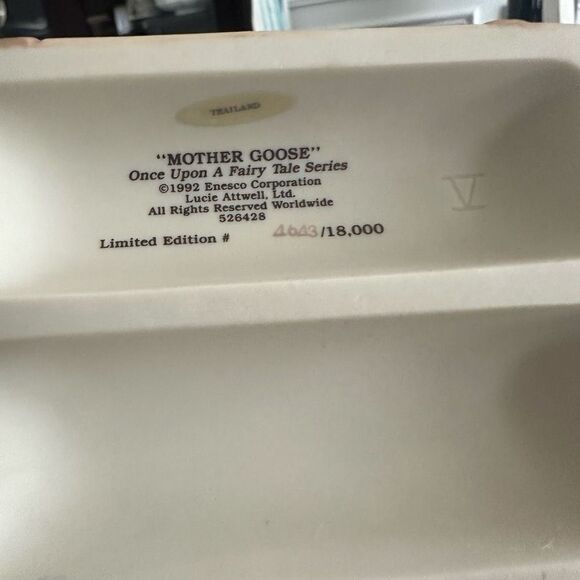 THAILAND
"MOTHER GOOSE"
Once Upon A Fairy Tale Series
©1992 Enesco Corporation
Lucie Attwell, Ltd.
All Rights Reserved Worldwide
526428
Limited Edition # 4643/18,000
V